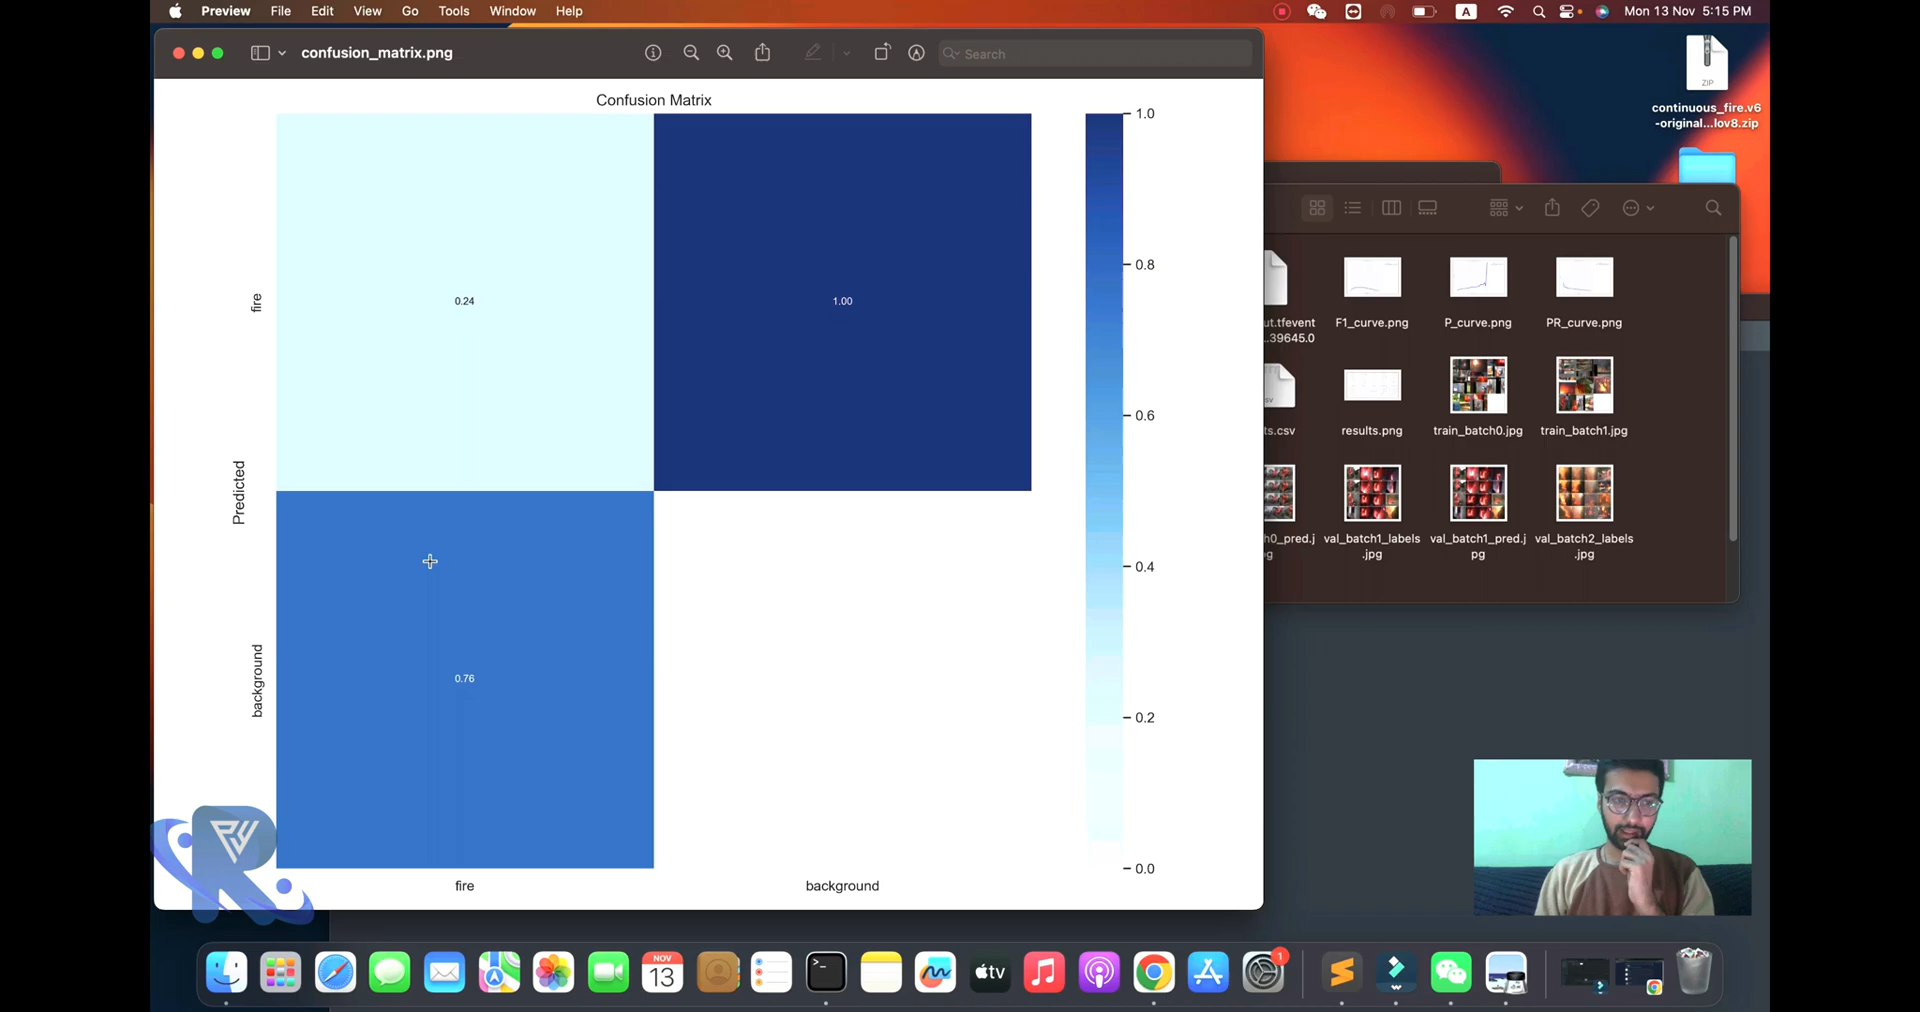 Preview File Edit View Go Tools Window Help
A
Mon 13 Nov 5:15 PM
confusion_matrix.png
Search
Confusion Matrix
1.0
0.8
0.6
0.4
0.2
0.0
fire
0.24
1.00
Predicted
background
0.76
fire
background
ZIP
continuous_fire.v6
-original...lov8.zip
ut.tfevent
...39645.0
F1_curve.png
P_curve.png
PR_curve.png
ts.csv
results.png
train_batch0.jpg
train_batch1.jpg
h0_pred.j
pg
val_batch1_labels
.jpg
val_batch1_pred.j
pg
val_batch2_labels
.jpg
NOV
13
tv
1